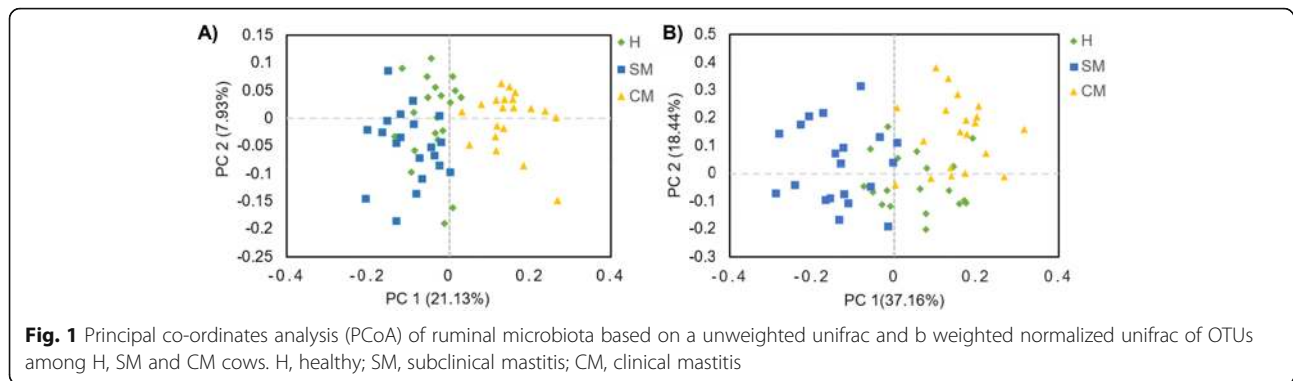 A)
H
SM
CM
0.15
0.1
0.05
0
-0.05
-0.1
-0.15
-0.2
-0.25
PC 2 (7.93%)
-0.4
-0.2
0
0.2
0.4
PC 1 (21.13%)
B)
H
SM
CM
0.5
0.4
0.3
0.2
0.1
0
-0.1
-0.2
-0.3
PC 2 (18.44%)
-0.4
-0.2
0
0.2
0.4
PC 1(37.16%)
Fig. 1 Principal co-ordinates analysis (PCoA) of ruminal microbiota based on a unweighted unifrac and b weighted normalized unifrac of OTUs
among H, SM and CM cows. H, healthy; SM, subclinical mastitis; CM, clinical mastitis